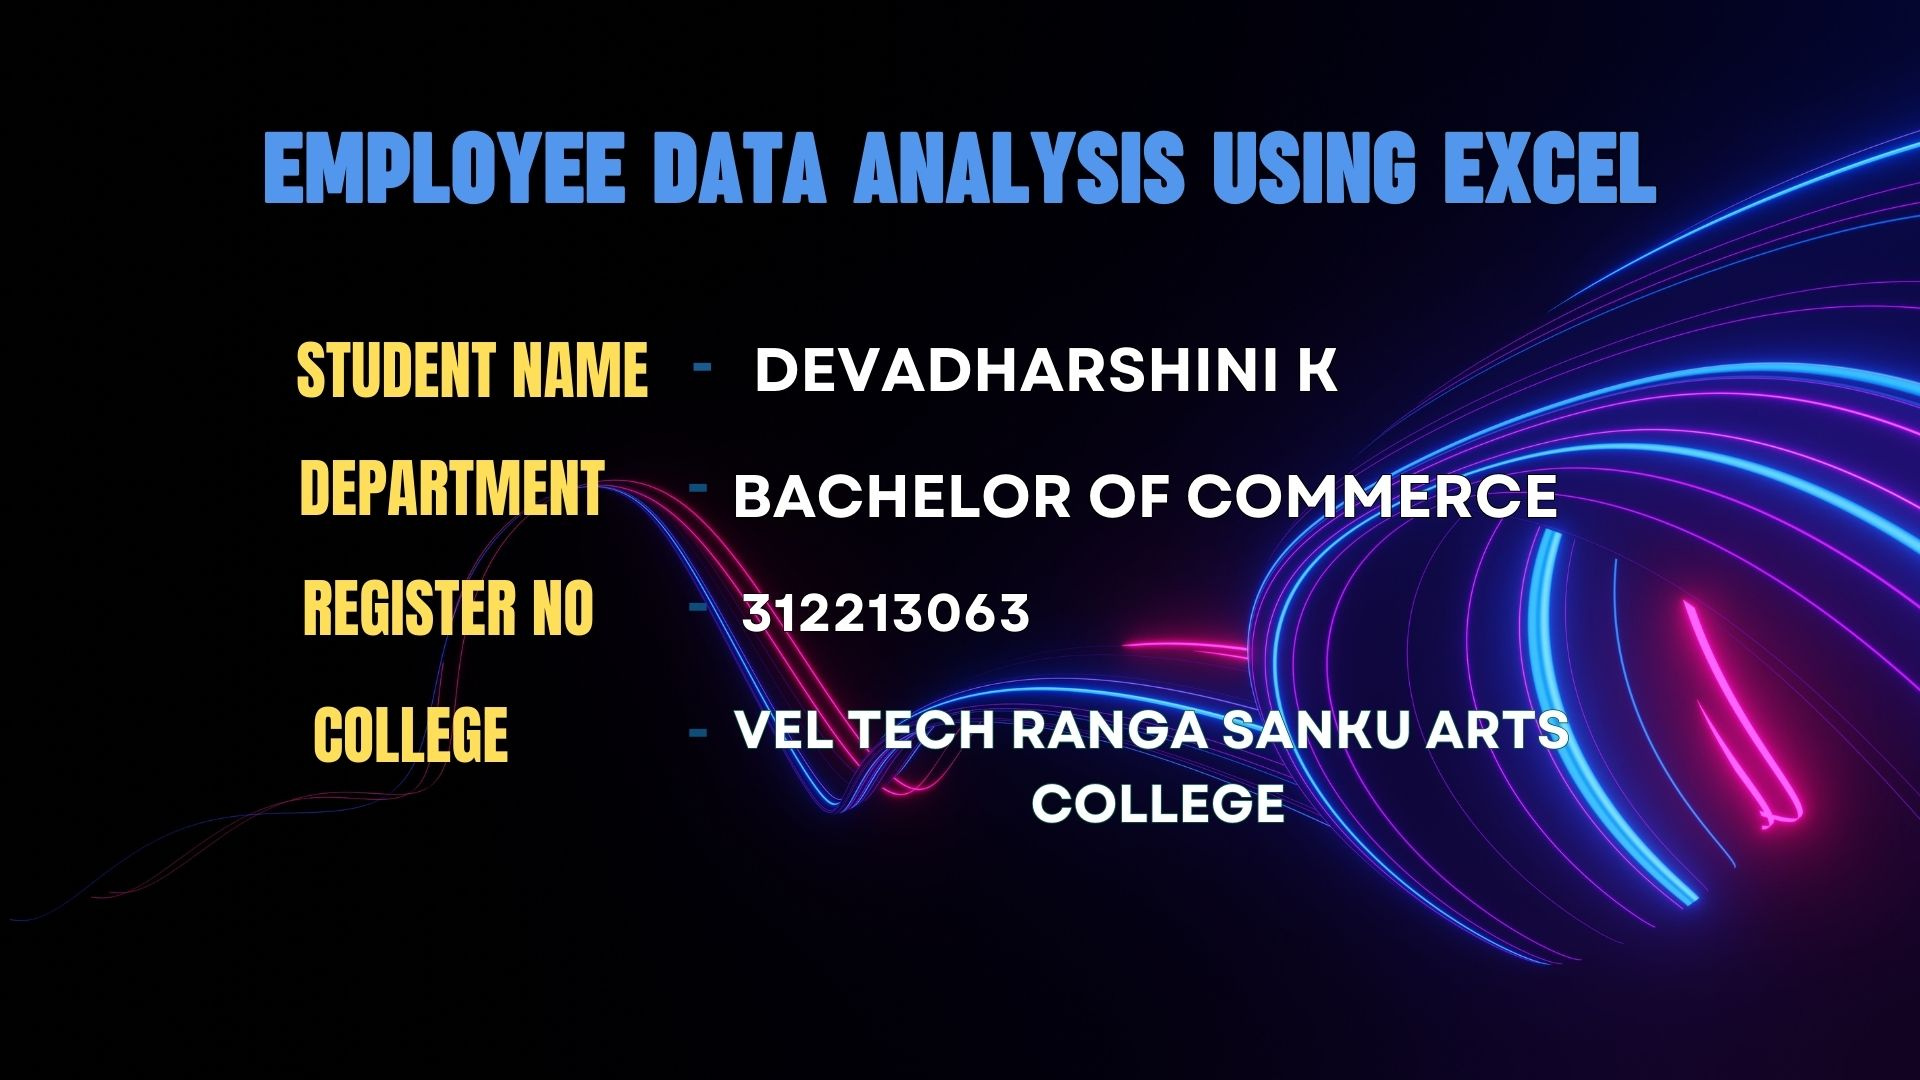 EMPLOYEE DATA ANALYSIS USING EXCEL
STUDENT NAME - DEVADHARSHINI K
DEPARTMENT - BACHELOR OF COMMERCE
REGISTER NO - 312213063
COLLEGE - VEL TECH RANGA SANKU ARTS
COLLEGE